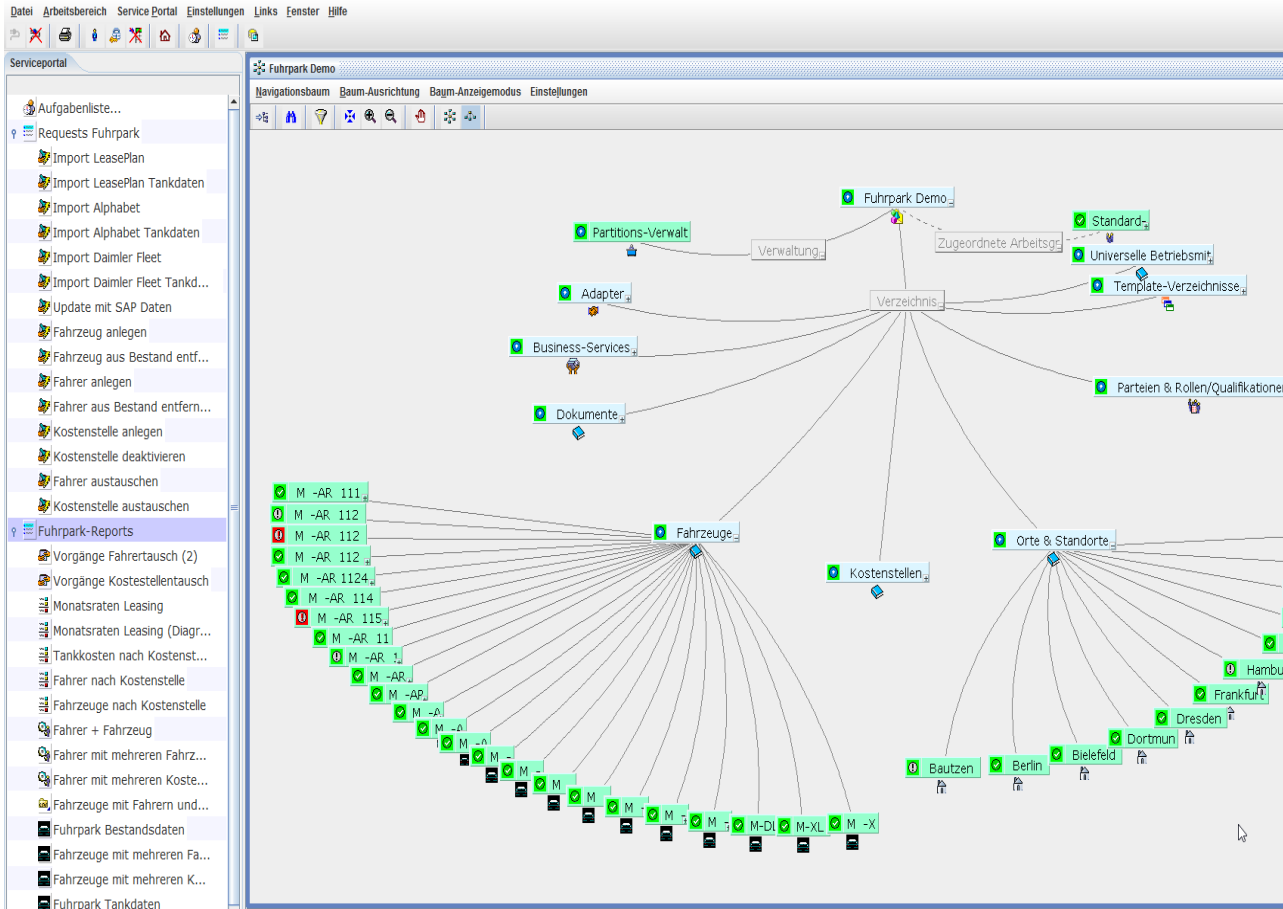 Datei Arbeitsbereich Service Portal Einstellungen Links Fenster Hilfe
Serviceportal
Aufgabenliste...
Requests Fuhrpark
Import LeasePlan
Import LeasePlan Tankdaten
Import Alphabet
Import Alphabet Tankdaten
Import Daimler Fleet
Import Daimler Fleet Tankd...
Update mit SAP Daten
Fahrzeug anlegen
Fahrzeug aus Bestand entf...
Fahrer anlegen
Fahrer aus Bestand entfern...
Kostenstelle anlegen
Kostenstelle deaktivieren
Fahrer austauschen
Kostenstelle austauschen
Fuhrpark-Reports
Vorgänge Fahrertausch (2)
Vorgänge Kostestellentausch
Monatsraten Leasing
Monatsraten Leasing (Diagr...
Tankkosten nach Kostenst...
Fahrer nach Kostenstelle
Fahrzeuge nach Kostenstelle
Fahrer + Fahrzeug
Fahrer mit mehreren Fahrz...
Fahrer mit mehreren Koste...
Fahrzeuge mit Fahrern und...
Fuhrpark Bestandsdaten
Fahrzeuge mit mehreren Fa...
Fahrzeuge mit mehreren K...
Fuhrpark Tankdaten
Fuhrpark Demo
Navigationsbaum Baum-Ausrichtung Baum-Anzeigemodus Einstellungen
Fuhrpark Demo
Partitions-Verwalt
Verwaltung
Zugeordnete Arbeitsgr
Standard-
Universelle Betriebsmit
Adapter
Verzeichnis
Template-Verzeichnisse
Business-Services
Parteien & Rollen/Qualifikationen
Dokumente
M -AR 111
M -AR 112
M -AR 112
M -AR 112
M -AR 1124
M -AR 114
M -AR 115
M -AR 11
M -AR
M -AR
Fahrzeuge
Orte & Standorte
Kostenstellen
Hambu
Frankfurt
Dresden
Dortmun
Bielefeld
Berlin
Bautzen
M
M
M -
M -
M -
M-DI
M-XL
M -X